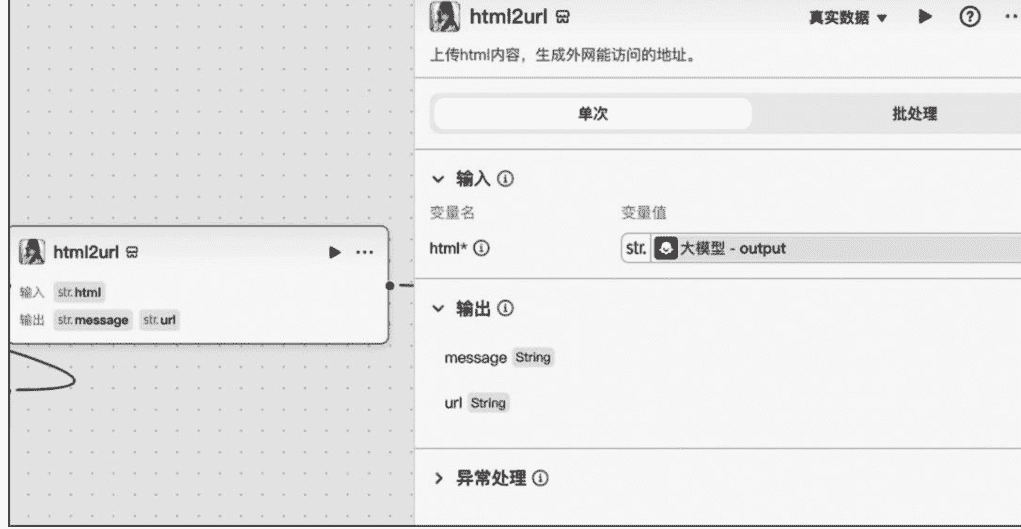 html2url
输入 str. html
输出 str. message str. url
html2url 真实数据
上传html内容，生成外网能访问的地址。
单次 批处理
输入
变量名 变量值
html* str. 大模型 - output
输出
message String
url String
异常处理